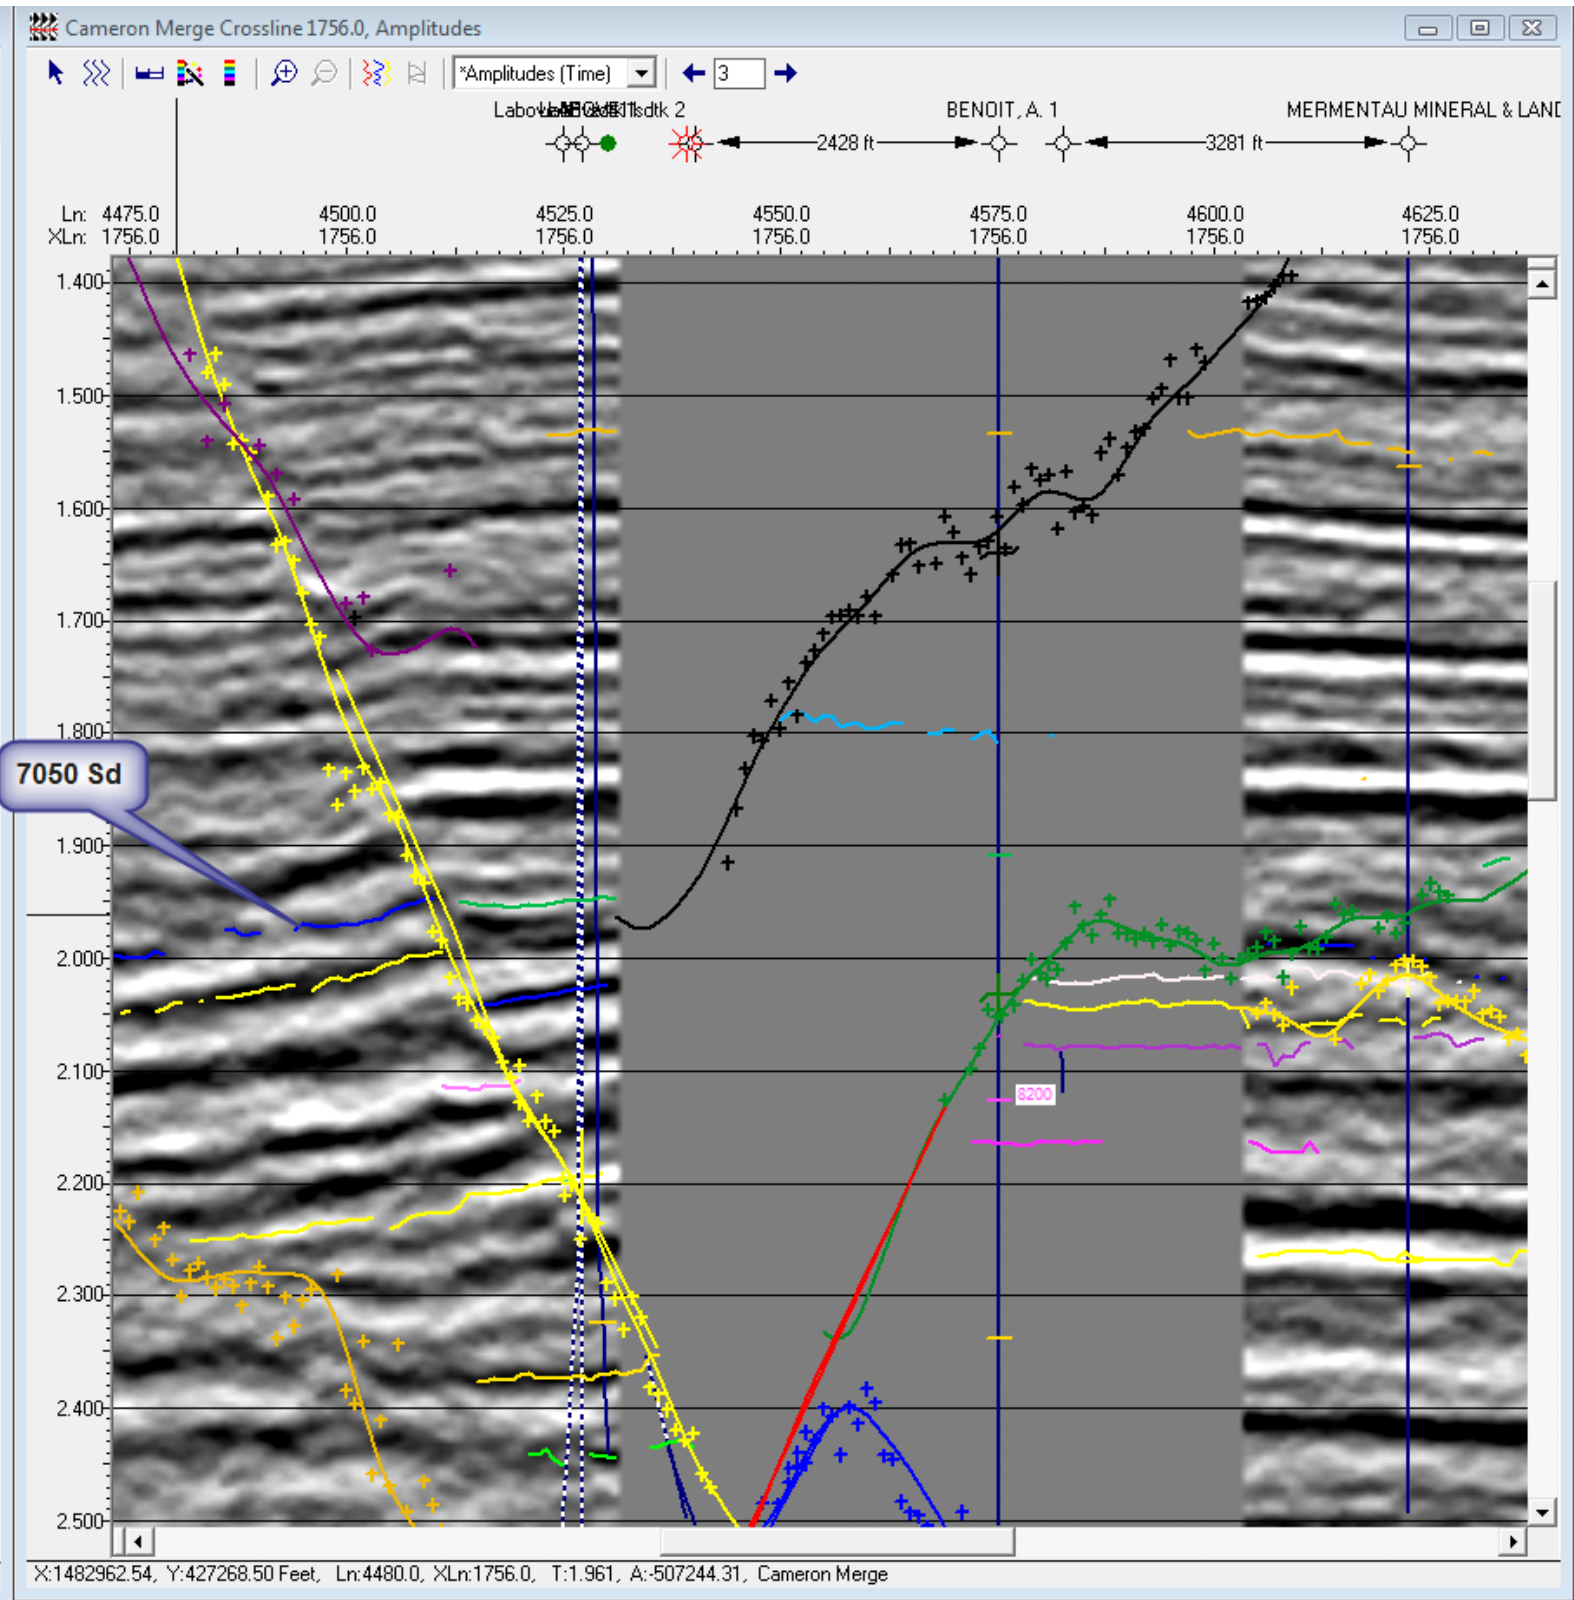 Cameron Merge Crossline 1756.0, Amplitudes
*Amplitudes (Time) 3
sdtk 2 BENOIT, A. 1 MERMENTAU MINERAL & LAND
2428 ft 3281 ft
Ln: 4475.0 4500.0 4525.0 4550.0 4575.0 4600.0 4625.0
XLn: 1756.0 1756.0 1756.0 1756.0 1756.0 1756.0 1756.0
1.400
1.500
1.600
1.700
1.800
7050 Sd
1.900
2.000
2.100
8200
2.200
2.300
2.400
2.500
X:1482962.54, Y:427268.50 Feet, Ln:4480.0, XLn:1756.0, T:1.961, A:-507244.31, Cameron Merge